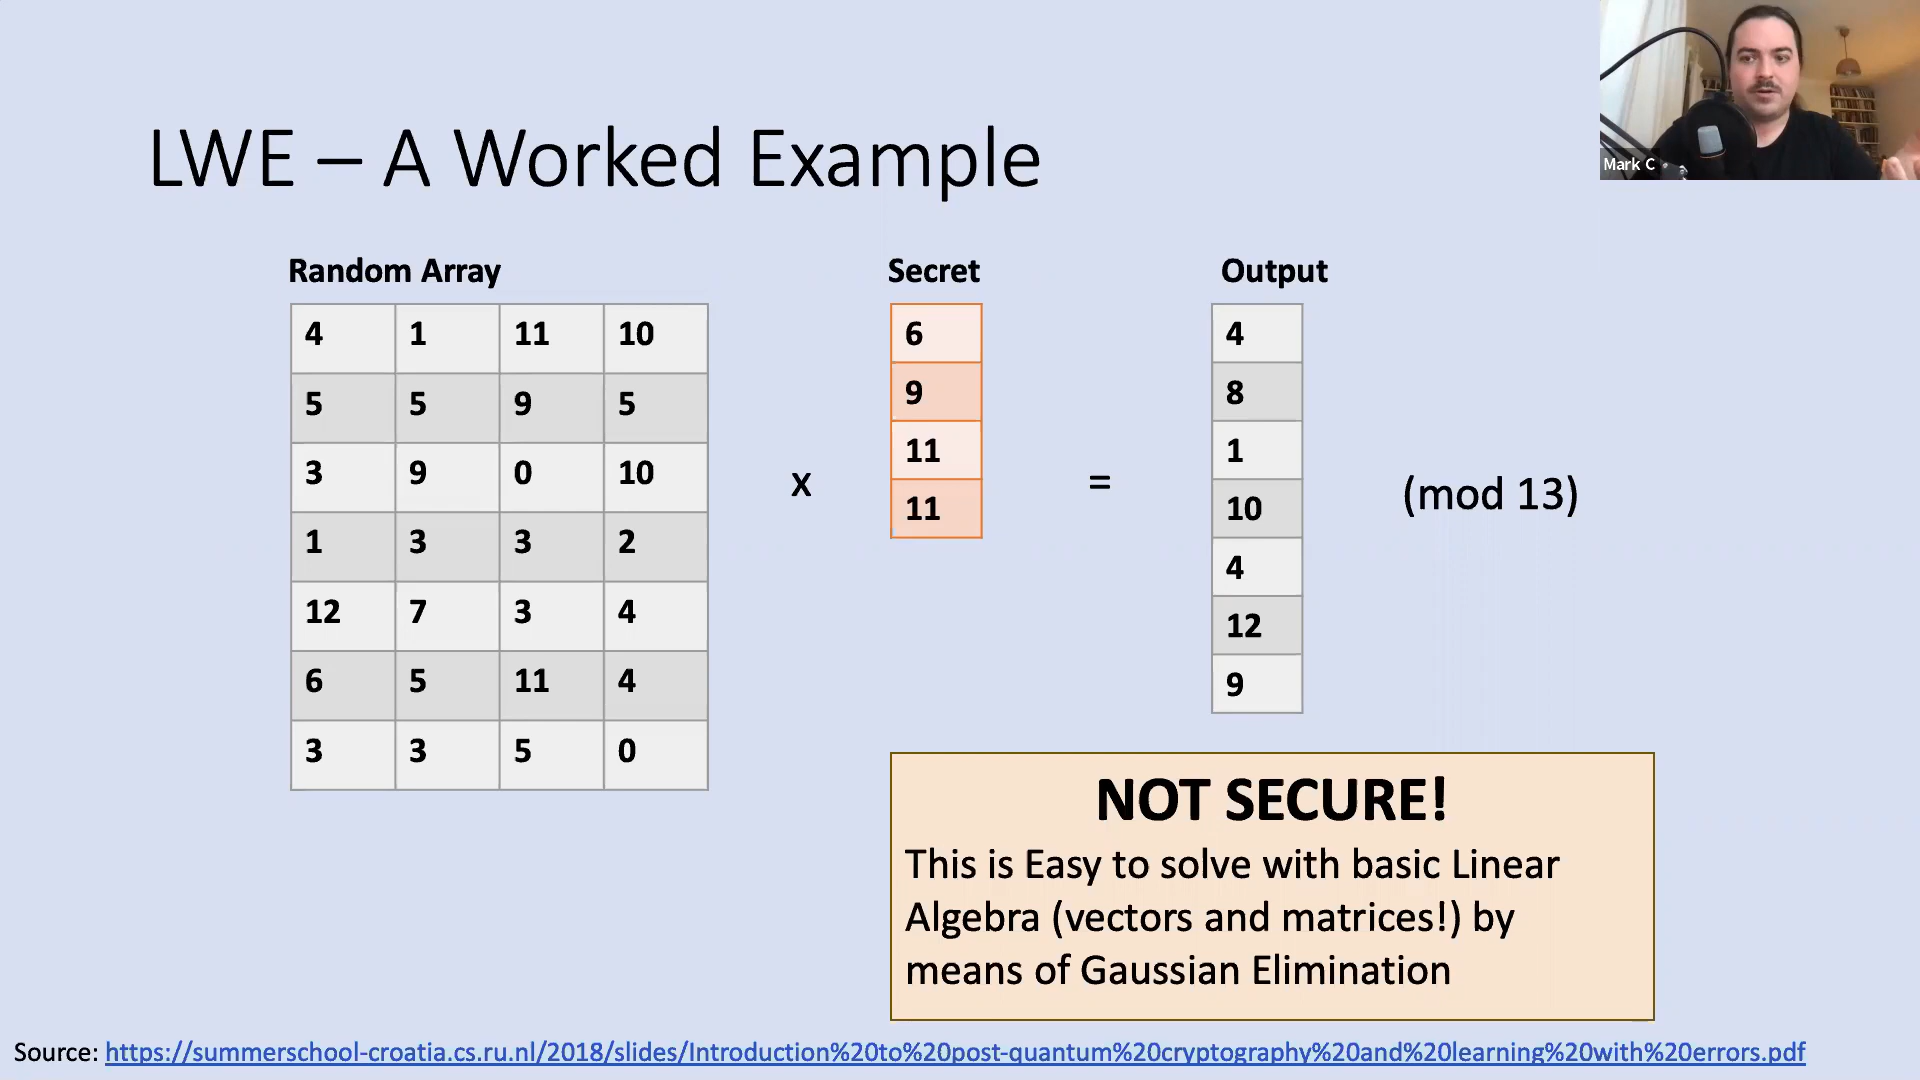 Mark C
LWE – A Worked Example
Random Array
4 1 11 10
5 5 9 5
3 9 0 10
1 3 3 2
12 7 3 4
6 5 11 4
3 3 5 0
x
Secret
6
9
11
11
=
Output
4
8
1
10
4
12
9
(mod 13)
NOT SECURE!
This is Easy to solve with basic Linear
Algebra (vectors and matrices!) by
means of Gaussian Elimination
Source: https://summerschool-croatia.cs.ru.nl/2018/slides/Introduction%20to%20post-quantum%20cryptography%20and%20learning%20with%20errors.pdf